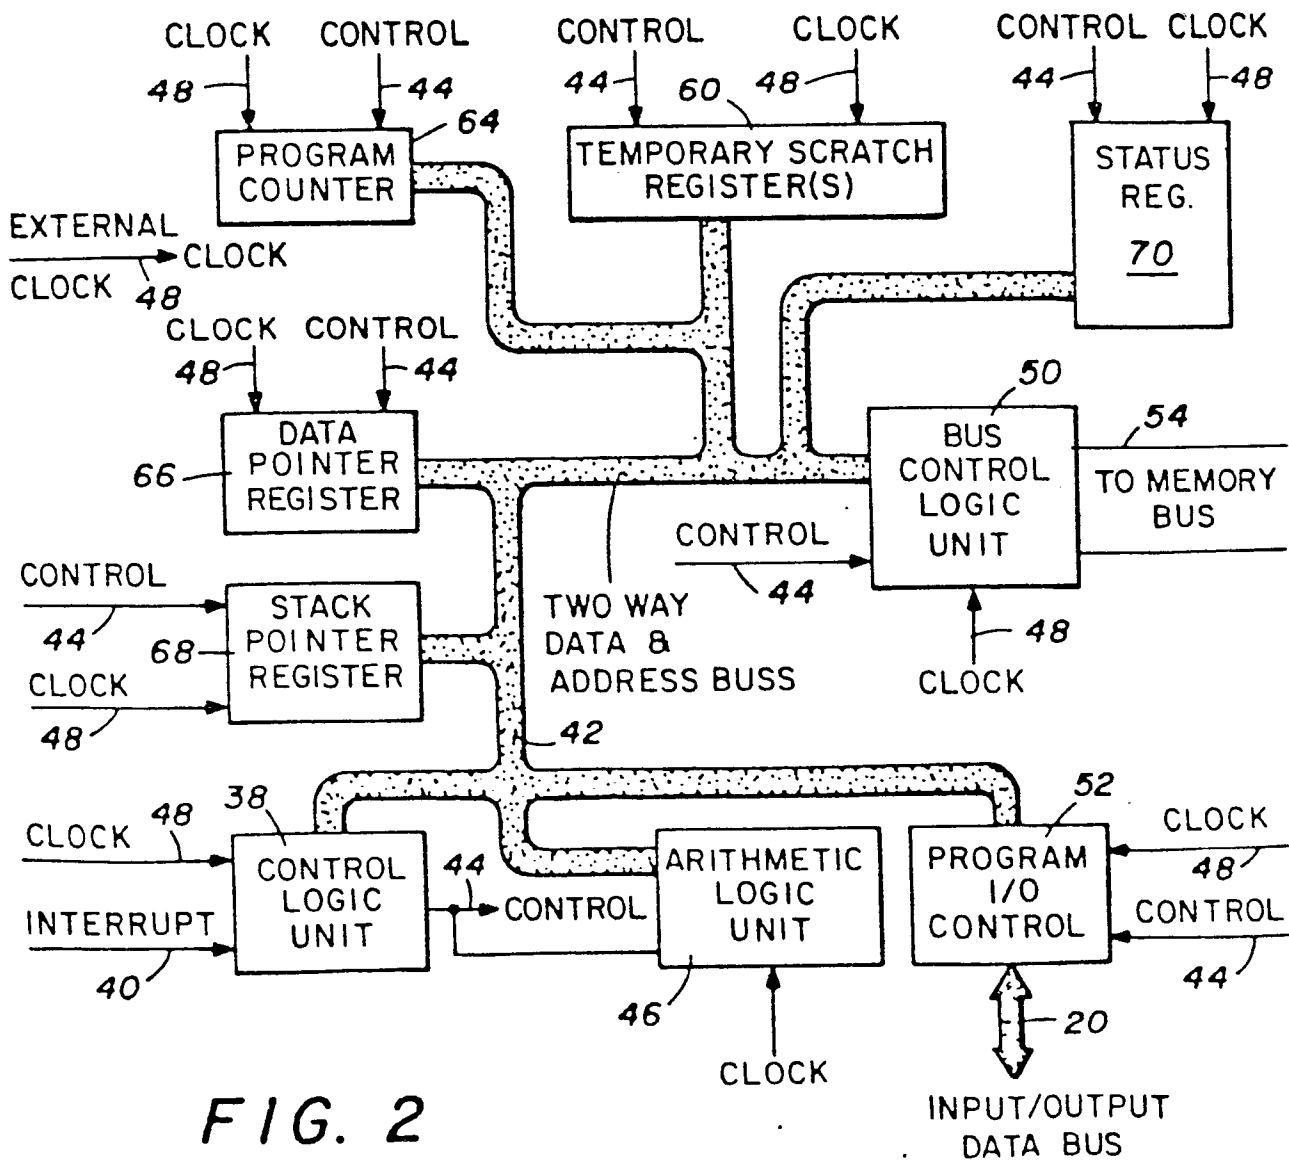 CLOCK CONTROL
48 44
64
PROGRAM
COUNTER
CONTROL CLOCK
44 60 48
TEMPORARY SCRATCH
REGISTER(S)
CONTROL CLOCK
44 48
STATUS
REG.
70
EXTERNAL
CLOCK
CLOCK 48
CLOCK CONTROL
48 44
DATA
POINTER
REGISTER
66
50
BUS
CONTROL
LOGIC
UNIT
54
TO MEMORY
BUS
CONTROL
44
48
CLOCK
TWO WAY
DATA &
ADDRESS BUSS
CONTROL
44
STACK
POINTER
REGISTER
68
CLOCK
48
42
38
CLOCK 48
CONTROL
LOGIC
UNIT
INTERRUPT
40
44
CONTROL
ARITHMETIC
LOGIC
UNIT
46
CLOCK
52
PROGRAM
I/O
CONTROL
CLOCK
48
CONTROL
44
20
INPUT/OUTPUT
DATA BUS
FIG. 2